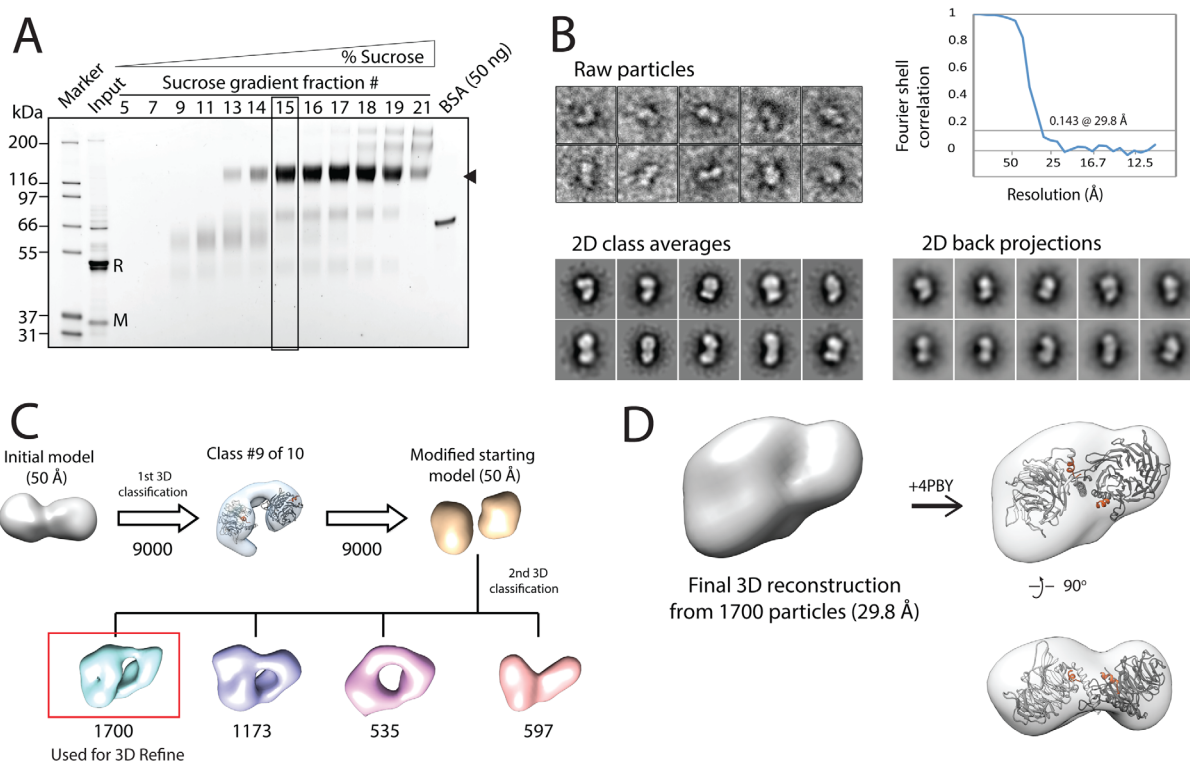 A
% Sucrose
Sucrose gradient fraction #
Marker
Input
5 7 9 11 13 14 15 16 17 18 19 21
BSA (50 ng)
kDa
200
116
97
66
55
37
31
R
M
B
Raw particles
1
0.8
0.6
0.4
0.2
0
Fourier shell
correlation
0.143 @ 29.8 Å
50 25 16.7 12.5
Resolution (Å)
2D class averages
2D back projections
C
Initial model
(50 Å)
1st 3D
classification
9000
Class #9 of 10
9000
Modified starting
model (50 Å)
2nd 3D
classification
1700
1173
535
597
Used for 3D Refine
D
Final 3D reconstruction
from 1700 particles (29.8 Å)
+4PBY
90°